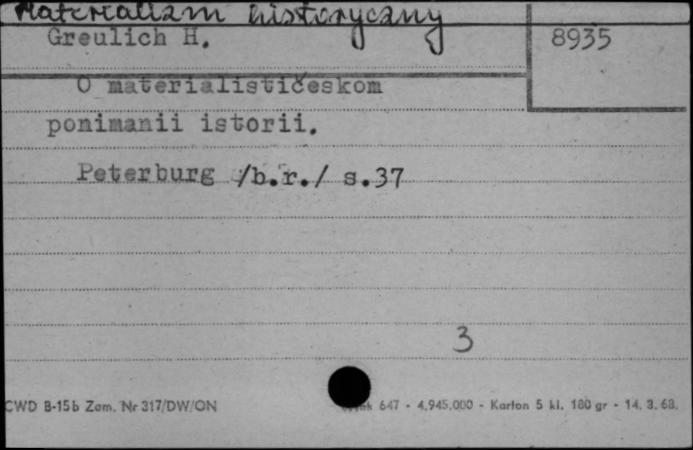 Materializm historyczny
Greulich H.
8935
O materialističeskom
ponimanii istorii.
Peterburg /b.r./ s.37
3
CWD B-15b Zam. Nr 317/DW/ON
647 - 4.945.000 - Karton 5 kl. 180 gr - 14. 3. 68.